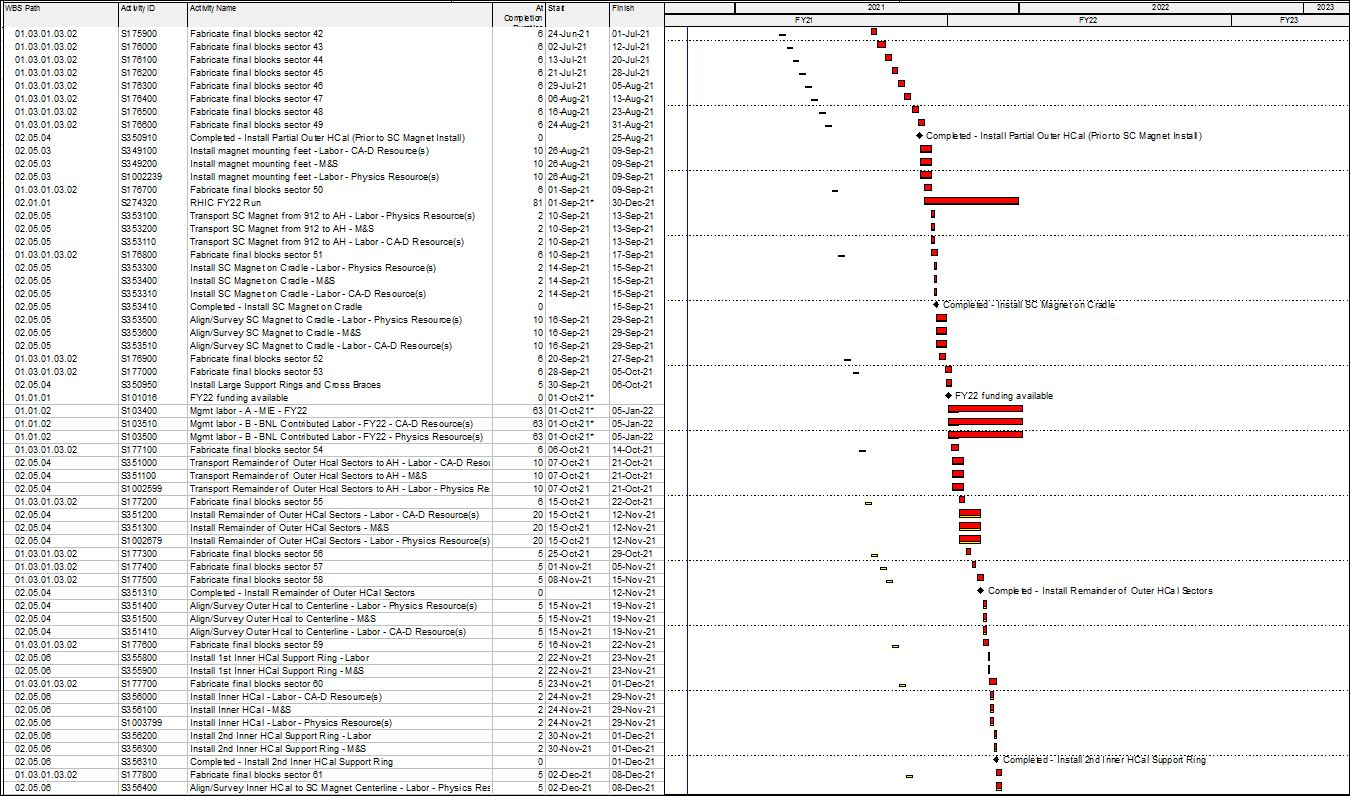 WBS Path Activity ID Activity Name At Completion Start Finish 2021 2022 2023
FY21 FY22 FY23
01.03.01.03.02 S175900 Fabricate final blocks sector 42 6 24-Jun-21 01-Jul-21
01.03.01.03.02 S176000 Fabricate final blocks sector 43 6 02-Jul-21 12-Jul-21
01.03.01.03.02 S176100 Fabricate final blocks sector 44 6 13-Jul-21 20-Jul-21
01.03.01.03.02 S176200 Fabricate final blocks sector 45 6 21-Jul-21 28-Jul-21
01.03.01.03.02 S176300 Fabricate final blocks sector 46 6 29-Jul-21 05-Aug-21
01.03.01.03.02 S176400 Fabricate final blocks sector 47 6 06-Aug-21 13-Aug-21
01.03.01.03.02 S176500 Fabricate final blocks sector 48 6 16-Aug-21 23-Aug-21
01.03.01.03.02 S176600 Fabricate final blocks sector 49 6 24-Aug-21 31-Aug-21
02.05.04 S350910 Completed - Install Partial Outer HCal (Prior to SC Magnet Install) 0 25-Aug-21 Completed - Install Partial Outer HCal (Prior to SC Magnet Install)
02.05.03 S349100 Install magnet mounting feet - Labor - CA-D Resource(s) 10 26-Aug-21 09-Sep-21
02.05.03 S349200 Install magnet mounting feet - M&S 10 26-Aug-21 09-Sep-21
02.05.03 S1002239 Install magnet mounting feet - Labor - Physics Resource(s) 10 26-Aug-21 09-Sep-21
01.03.01.03.02 S176700 Fabricate final blocks sector 50 6 01-Sep-21 09-Sep-21
02.01.01 S274320 RHIC FY22 Run 81 01-Sep-21* 30-Dec-21
02.05.05 S353100 Transport SC Magnet from 912 to AH - Labor - Physics Resource(s) 2 10-Sep-21 13-Sep-21
02.05.05 S353200 Transport SC Magnet from 912 to AH - M&S 2 10-Sep-21 13-Sep-21
02.05.05 S353110 Transport SC Magnet from 912 to AH - Labor - CA-D Resource(s) 2 10-Sep-21 13-Sep-21
01.03.01.03.02 S176800 Fabricate final blocks sector 51 6 10-Sep-21 17-Sep-21
02.05.05 S353300 Install SC Magnet on Cradle - Labor - Physics Resource(s) 2 14-Sep-21 15-Sep-21
02.05.05 S353400 Install SC Magnet on Cradle - M&S 2 14-Sep-21 15-Sep-21
02.05.05 S353310 Install SC Magnet on Cradle - Labor - CA-D Resource(s) 2 14-Sep-21 15-Sep-21
02.05.05 S353410 Completed - Install SC Magnet on Cradle 0 15-Sep-21 Completed - Install SC Magnet on Cradle
02.05.05 S353500 Align/Survey SC Magnet to Cradle - Labor - Physics Resource(s) 10 16-Sep-21 29-Sep-21
02.05.05 S353600 Align/Survey SC Magnet to Cradle - M&S 10 16-Sep-21 29-Sep-21
02.05.05 S353510 Align/Survey SC Magnet to Cradle - Labor - CA-D Resource(s) 10 16-Sep-21 29-Sep-21
01.03.01.03.02 S176900 Fabricate final blocks sector 52 6 20-Sep-21 27-Sep-21
01.03.01.03.02 S177000 Fabricate final blocks sector 53 6 28-Sep-21 05-Oct-21
02.05.04 S350950 Install Large Support Rings and Cross Braces 5 30-Sep-21 06-Oct-21
01.01.01 S101016 FY22 funding available 0 01-Oct-21* FY22 funding available
01.01.02 S103400 Mgmt labor - A - MIE - FY22 63 01-Oct-21* 05-Jan-22
01.01.02 S103510 Mgmt labor - B - BNL Contributed Labor - FY22 - CA-D Resource(s) 63 01-Oct-21* 05-Jan-22
01.01.02 S103500 Mgmt labor - B - BNL Contributed Labor - FY22 - Physics Resource(s) 63 01-Oct-21* 05-Jan-22
01.03.01.03.02 S177100 Fabricate final blocks sector 54 6 06-Oct-21 14-Oct-21
02.05.04 S351000 Transport Remainder of Outer Hcal Sectors to AH - Labor - CA-D Resou 10 07-Oct-21 21-Oct-21
02.05.04 S351100 Transport Remainder of Outer Hcal Sectors to AH - M&S 10 07-Oct-21 21-Oct-21
02.05.04 S1002599 Transport Remainder of Outer Hcal Sectors to AH - Labor - Physics Re 10 07-Oct-21 21-Oct-21
01.03.01.03.02 S177200 Fabricate final blocks sector 55 6 15-Oct-21 22-Oct-21
02.05.04 S351200 Install Remainder of Outer HCal Sectors - Labor - CA-D Resource(s) 20 15-Oct-21 12-Nov-21
02.05.04 S351300 Install Remainder of Outer HCal Sectors - M&S 20 15-Oct-21 12-Nov-21
02.05.04 S1002679 Install Remainder of Outer HCal Sectors - Labor - Physics Resource(s) 20 15-Oct-21 12-Nov-21
01.03.01.03.02 S177300 Fabricate final blocks sector 56 5 25-Oct-21 29-Oct-21
01.03.01.03.02 S177400 Fabricate final blocks sector 57 5 01-Nov-21 05-Nov-21
01.03.01.03.02 S177500 Fabricate final blocks sector 58 5 08-Nov-21 15-Nov-21
02.05.04 S351310 Completed - Install Remainder of Outer HCal Sectors 0 12-Nov-21 Completed - Install Remainder of Outer HCal Sectors
02.05.04 S351400 Align/Survey Outer Hcal to Centerline - Labor - Physics Resource(s) 5 15-Nov-21 19-Nov-21
02.05.04 S351500 Align/Survey Outer Hcal to Centerline - M&S 5 15-Nov-21 19-Nov-21
02.05.04 S351410 Align/Survey Outer Hcal to Centerline - Labor - CA-D Resource(s) 5 15-Nov-21 19-Nov-21
01.03.01.03.02 S177600 Fabricate final blocks sector 59 5 16-Nov-21 22-Nov-21
02.05.06 S355800 Install 1st Inner HCal Support Ring - Labor 2 22-Nov-21 23-Nov-21
02.05.06 S355900 Install 1st Inner HCal Support Ring - M&S 2 22-Nov-21 23-Nov-21
01.03.01.03.02 S177700 Fabricate final blocks sector 60 5 23-Nov-21 01-Dec-21
02.05.06 S356000 Install Inner HCal - Labor - CA-D Resource(s) 2 24-Nov-21 29-Nov-21
02.05.06 S356100 Install Inner HCal - M&S 2 24-Nov-21 29-Nov-21
02.05.06 S1003799 Install Inner HCal - Labor - Physics Resource(s) 2 24-Nov-21 29-Nov-21
02.05.06 S356200 Install 2nd Inner HCal Support Ring - Labor 2 30-Nov-21 01-Dec-21
02.05.06 S356300 Install 2nd Inner HCal Support Ring - M&S 2 30-Nov-21 01-Dec-21
02.05.06 S356310 Completed - Install 2nd Inner HCal Support Ring 0 01-Dec-21 Completed - Install 2nd Inner HCal Support Ring
01.03.01.03.02 S177800 Fabricate final blocks sector 61 5 02-Dec-21 08-Dec-21
02.05.06 S356400 Align/Survey Inner HCal to SC Magnet Centerline - Labor - Physics Res 5 02-Dec-21 08-Dec-21